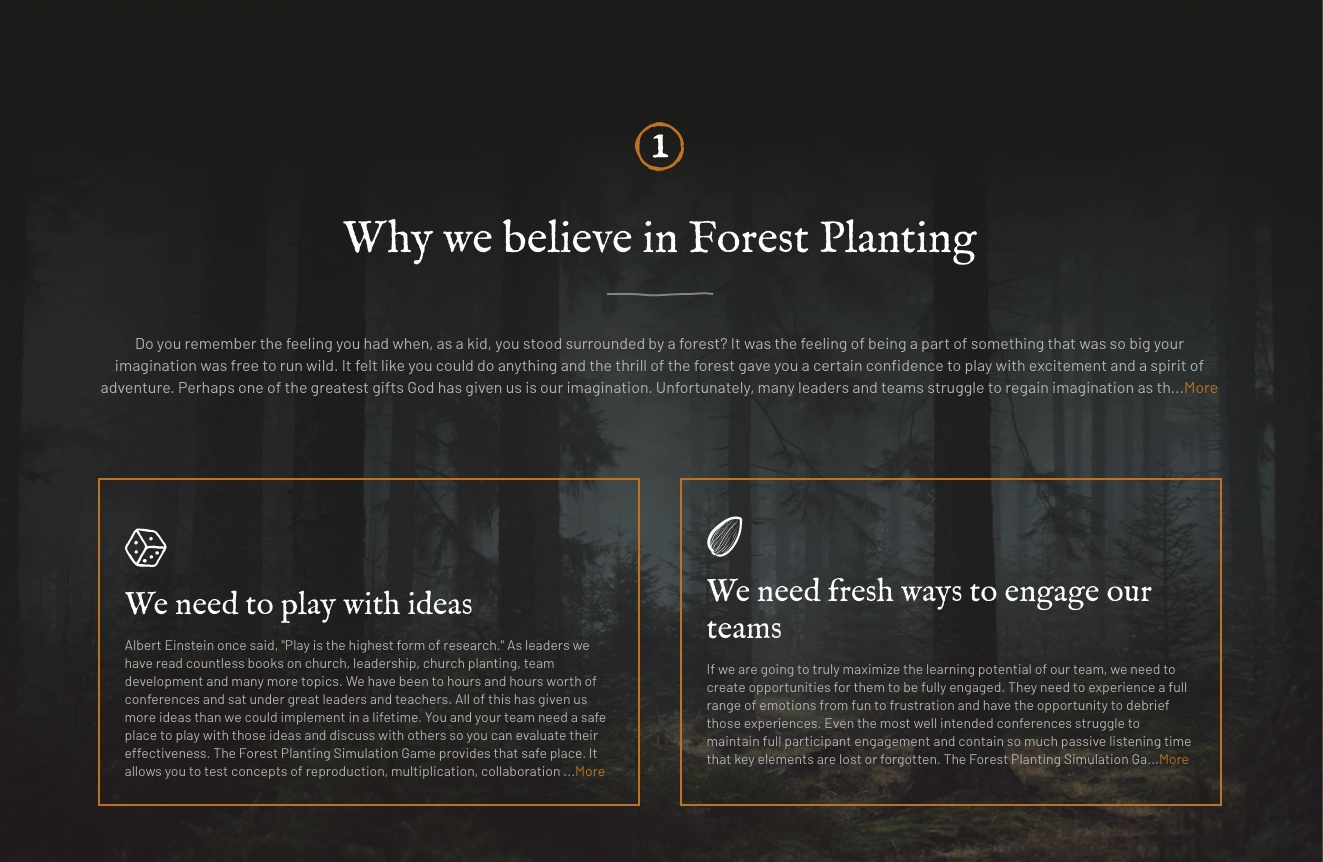 1
Why we believe in Forest Planting
Do you remember the feeling you had when, as a kid, you stood surrounded by a forest? It was the feeling of being a part of something that was so big your
imagination was free to run wild. It felt like you could do anything and the thrill of the forest gave you a certain confidence to play with excitement and a spirit of
adventure. Perhaps one of the greatest gifts God has given us is our imagination. Unfortunately, many leaders and teams struggle to regain imagination as th...More
We need to play with ideas
Albert Einstein once said, "Play is the highest form of research." As leaders we
have read countless books on church, leadership, church planting, team
development and many more topics. We have been to hours and hours worth of
conferences and sat under great leaders and teachers. All of this has given us
more ideas than we could implement in a lifetime. You and your team need a safe
place to play with those ideas and discuss with others so you can evaluate their
effectiveness. The Forest Planting Simulation Game provides that safe place. It
allows you to test concepts of reproduction, multiplication, collaboration ...More
We need fresh ways to engage our
teams
If we are going to truly maximize the learning potential of our team, we need to
create opportunities for them to be fully engaged. They need to experience a full
range of emotions from fun to frustration and have the opportunity to debrief
those experiences. Even the most well intended conferences struggle to
maintain full participant engagement and contain so much passive listening time
that key elements are lost or forgotten. The Forest Planting Simulation Ga...More